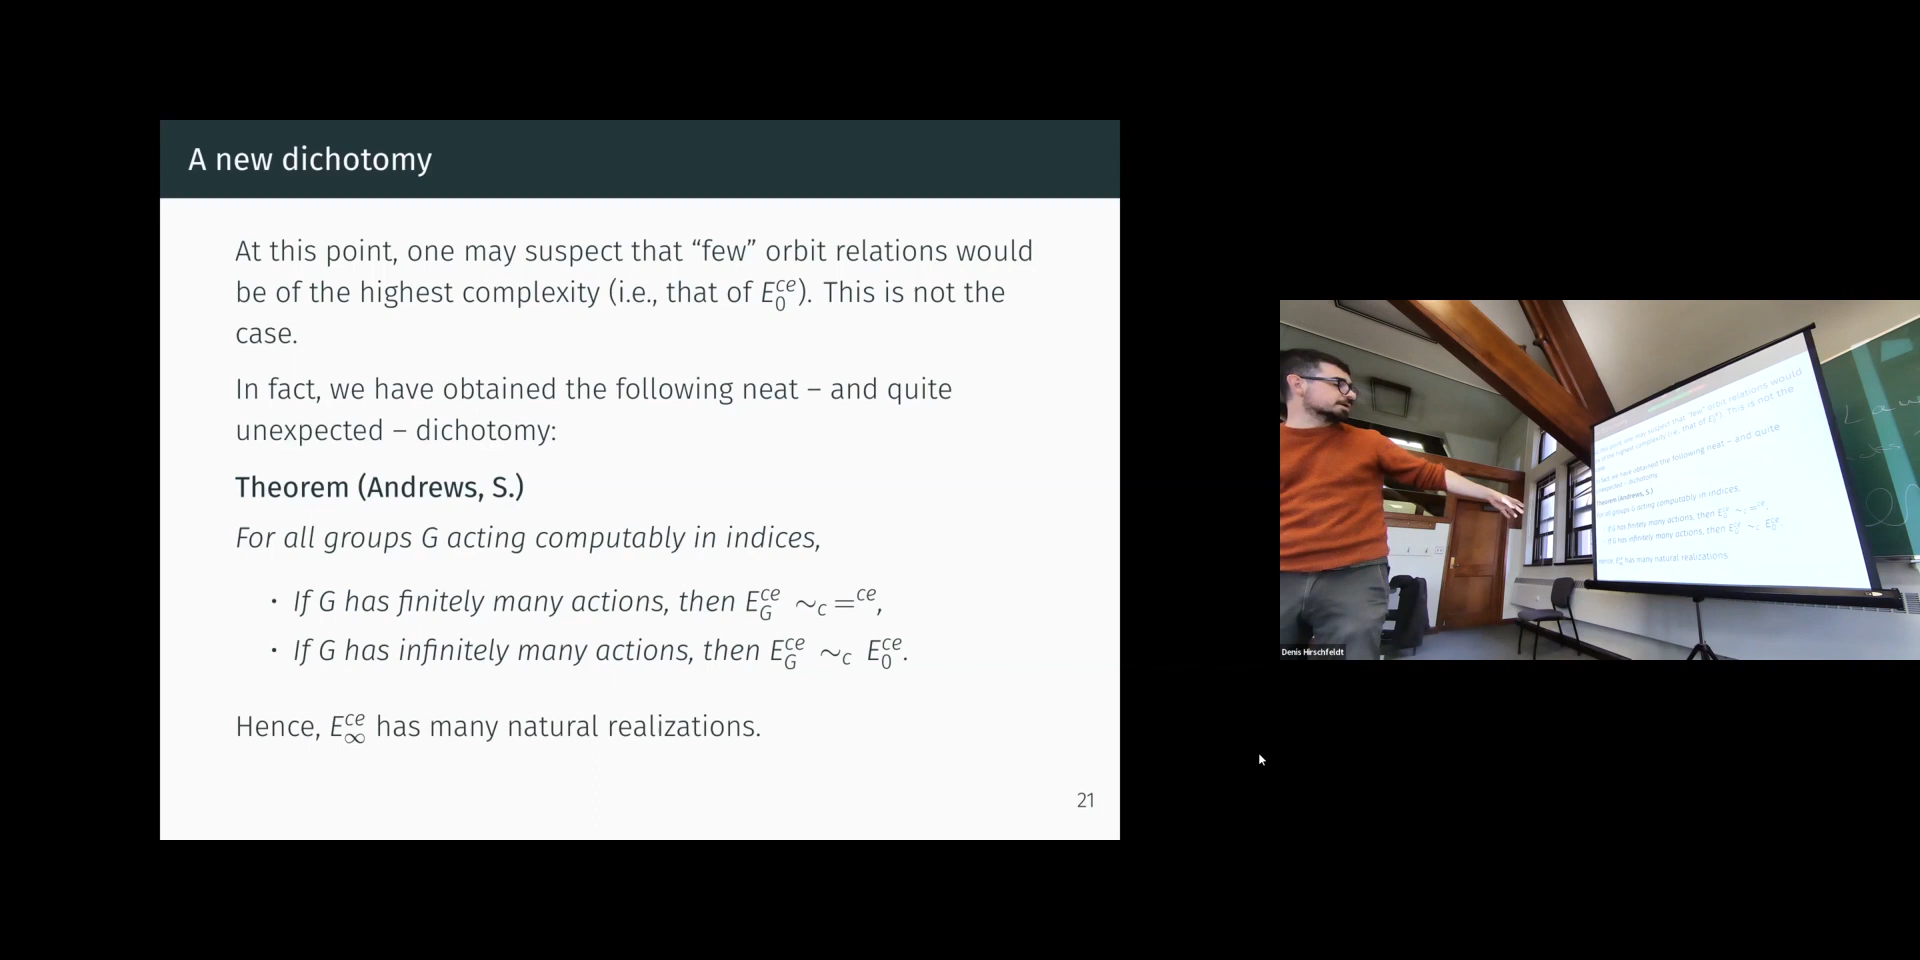 A new dichotomy
At this point, one may suspect that “few” orbit relations would
be of the highest complexity (i.e., that of E₀ᶜᵉ). This is not the
case.
In fact, we have obtained the following neat – and quite
unexpected – dichotomy:
Theorem (Andrews, S.)
For all groups G acting computably in indices,
· If G has finitely many actions, then E_G^{ce} ∼_c =^{ce},
· If G has infinitely many actions, then E_G^{ce} ∼_c E_0^{ce}.
Hence, E_∞^{ce} has many natural realizations.
21
Denis Hirschfeldt